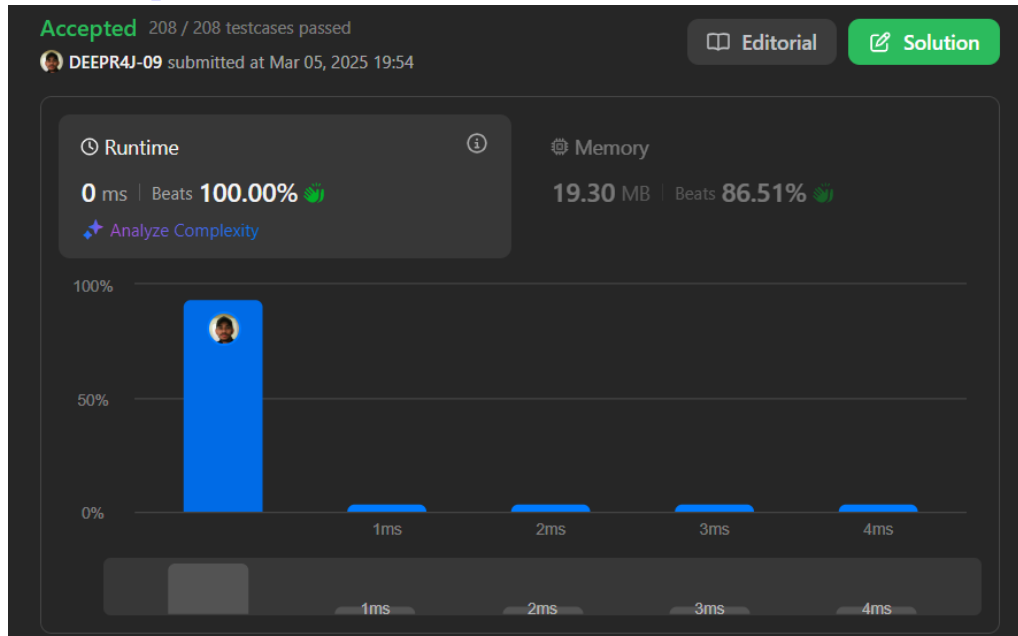 Accepted 208 / 208 testcases passed
Editorial
Solution
DEEPR4J-09 submitted at Mar 05, 2025 19:54
Runtime
0 ms | Beats 100.00%
Analyze Complexity
Memory
19.30 MB | Beats 86.51%
100%
50%
0%
1ms 2ms 3ms 4ms
1ms 2ms 3ms 4ms